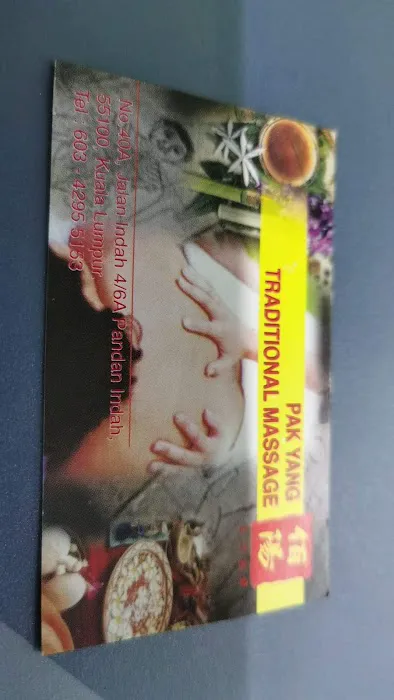 PAK YANG
TRADITIONAL MASSAGE
佰陽
No 40A, Jalan Indah 4/6A Pandan Indah,
55100, Kuala Lumpur
Tel : 603 - 4295 5153